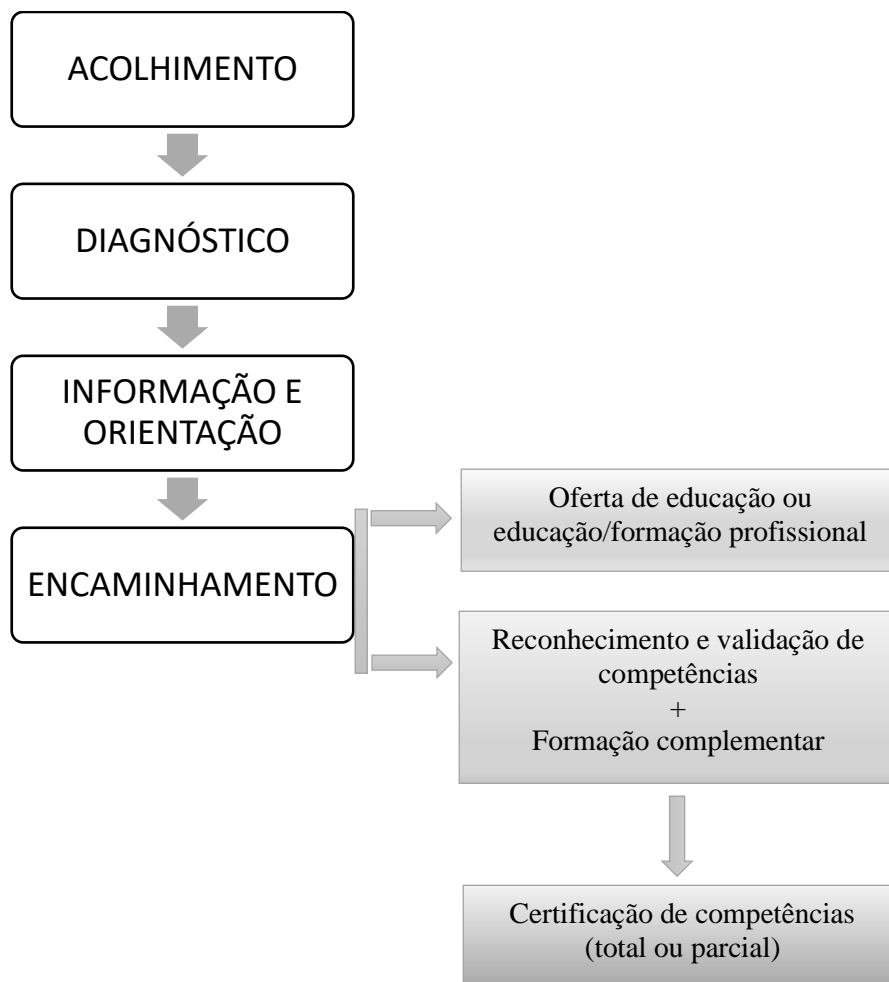 ACOLHIMENTO
DIAGNÓSTICO
INFORMAÇÃO E
ORIENTAÇÃO
ENCAMINHAMENTO
Oferta de educação ou
educação/formação profissional
Reconhecimento e validação de
competências
+
Formação complementar
Certificação de competências
(total ou parcial)